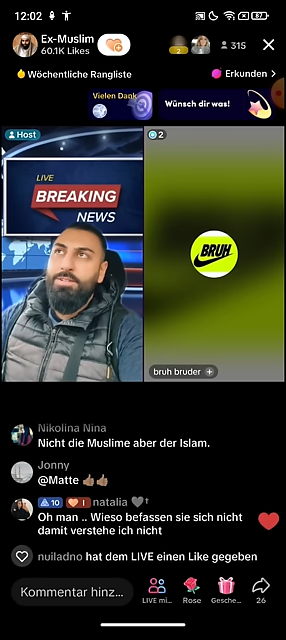 12:02
87
Ex-Muslim
60.1K Likes
2
315
Wöchentliche Rangliste
Erkunden >
Vielen Dank
Wünsch dir was!
Host
2
LIVE
BREAKING
NEWS
BRUH
bruh bruder +
Nikolina Nina
Nicht die Muslime aber der Islam.
Jonny
@Matte 👍🏽👍🏽
10 I natalia 🖤✝
Oh man .. Wieso befassen sie sich nicht
damit verstehe ich nicht
nuiladno hat dem LIVE einen Like gegeben
Kommentar hinz...
LIVE mi...
Rose
Gesche...
26